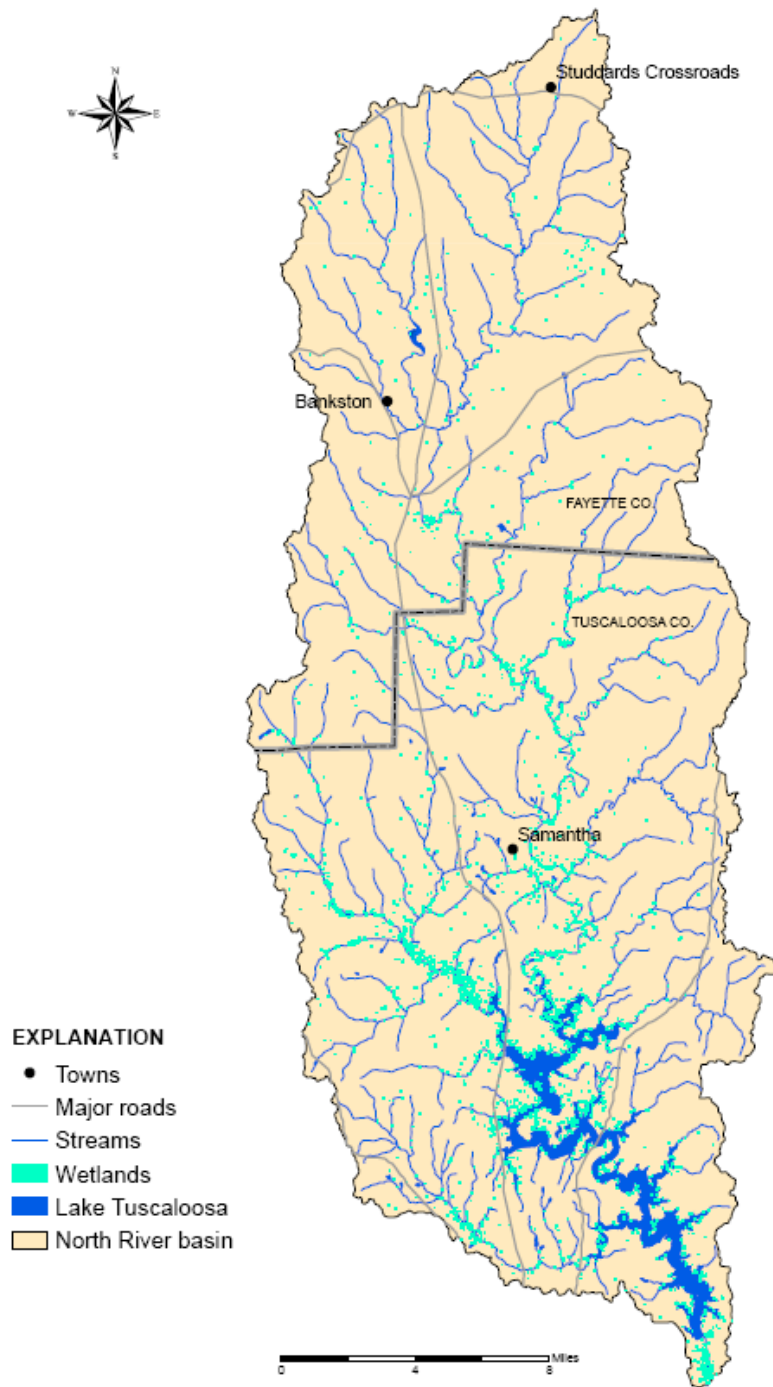 Studdards Crossroads
N
W
E
S
Bankston
FAYETTE CO.
TUSCALOOSA CO.
Samantha
EXPLANATION
Towns
Major roads
Streams
Wetlands
Lake Tuscaloosa
North River basin
Miles
0 4 8